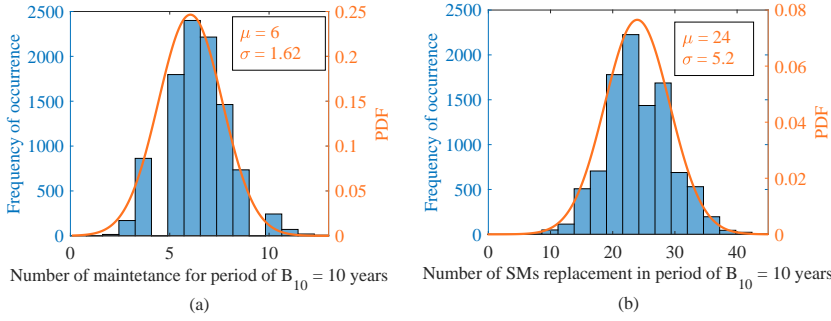 2500
2000
1500
1000
500
0
Frequency of occurrence
μ = 6
σ = 1.62
0.25
0.2
0.15
0.1
0.05
0
PDF
0 5 10
Number of maintetance for period of B10 = 10 years
(a)
2500
2000
1500
1000
500
0
Frequency of occurrence
μ = 24
σ = 5.2
0.08
0.06
0.04
0.02
0
PDF
0 10 20 30 40
Number of SMs replacement in period of B10 = 10 years
(b)